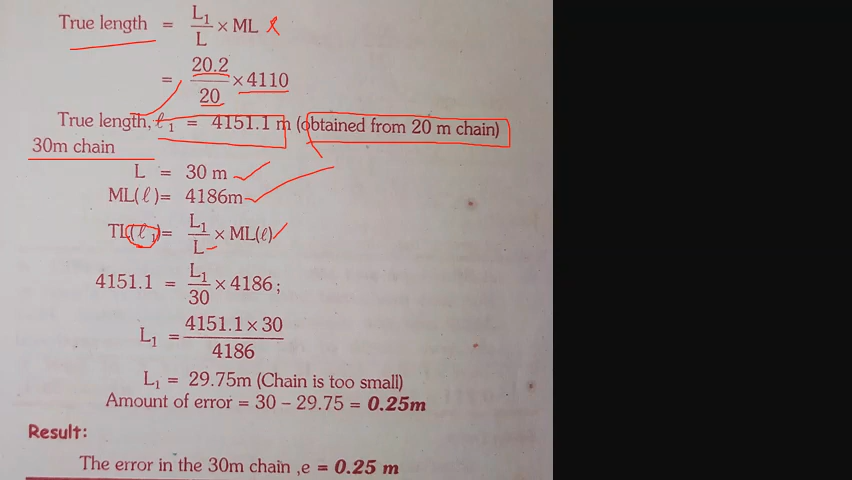 True length = L₁/L × ML ℓ
= 20.2/20 × 4110
True length, ℓ₁ = 4151.1 m (obtained from 20 m chain)
30m chain
L = 30 m
ML(ℓ)= 4186m
TL(ℓ₁)= L₁/L × ML(ℓ)
4151.1 = L₁/30 × 4186;
L₁ = 4151.1 × 30/4186
L₁ = 29.75m (Chain is too small)
Amount of error = 30 – 29.75 = 0.25m
Result:
The error in the 30m chain ,e = 0.25 m